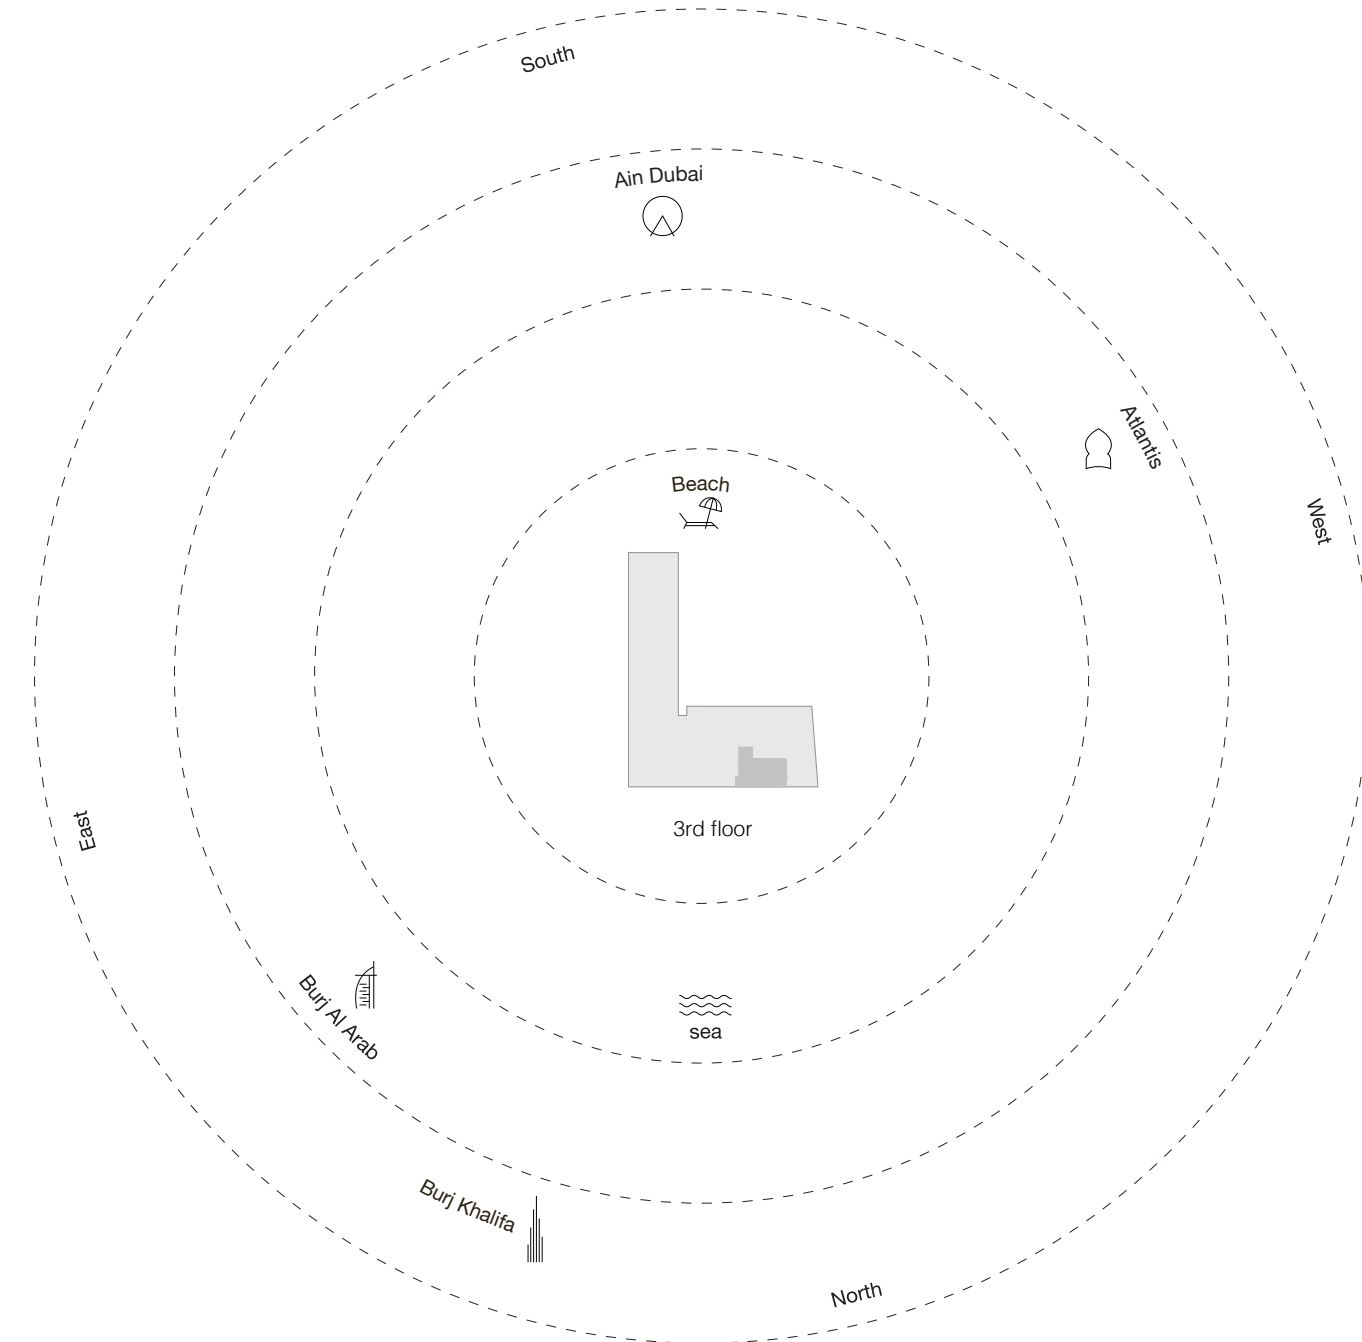 South
Ain Dubai
Atlantis
Beach
West
East
3rd floor
Burj Al Arab
sea
Burj Khalifa
North